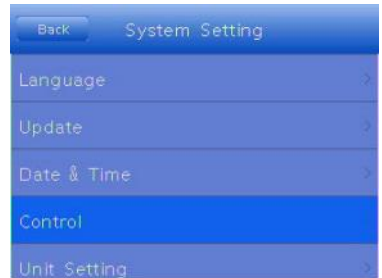 Back
System Setting
Language
Update
Date & Time
Control
Unit Setting